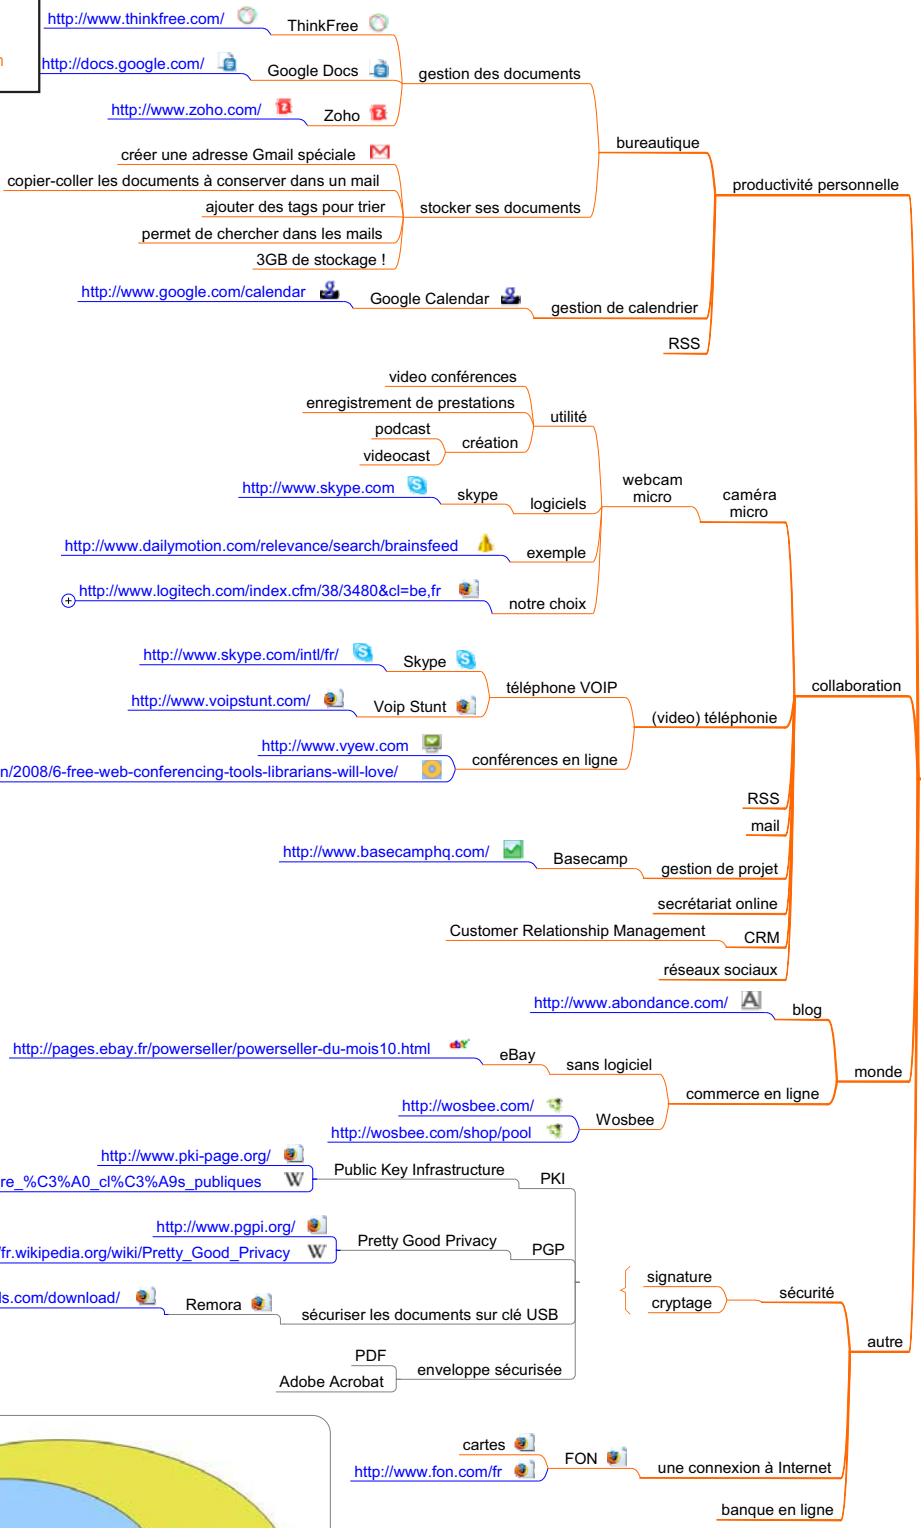 http://www.thinkfree.com/
ThinkFree
n
http://docs.google.com/
Google Docs
gestion des documents
http://www.zoho.com/
Zoho
bureautique
créer une adresse Gmail spéciale
copier-coller les documents à conserver dans un mail
productivité personnelle
ajouter des tags pour trier
stocker ses documents
permet de chercher dans les mails
3GB de stockage !
http://www.google.com/calendar
Google Calendar
gestion de calendrier
RSS
video conférences
enregistrement de prestations
utilité
podcast
création
videocast
webcam
micro
caméra
micro
http://www.skype.com
skype
logiciels
http://www.dailymotion.com/relevance/search/brainsfeed
exemple
http://www.logitech.com/index.cfm/38/3480&cl=be,fr
notre choix
http://www.skype.com/intl/fr/
Skype
téléphone VOIP
collaboration
http://www.voipstunt.com/
Voip Stunt
(video) téléphonie
http://www.vyew.com
conférences en ligne
n/2008/6-free-web-conferencing-tools-librarians-will-love/
RSS
mail
http://www.basecamphq.com/
Basecamp
gestion de projet
secrétariat online
Customer Relationship Management
CRM
réseaux sociaux
http://www.abondance.com/
blog
http://pages.ebay.fr/powerseller/powerseller-du-mois10.html
eBay
sans logiciel
monde
commerce en ligne
http://wosbee.com/
Wosbee
http://wosbee.com/shop/pool
http://www.pki-page.org/
Public Key Infrastructure
PKI
re_%C3%A0_cl%C3%A9s_publiques
http://www.pgpi.org/
Pretty Good Privacy
PGP
/fr.wikipedia.org/wiki/Pretty_Good_Privacy
signature
sécurité
cryptage
ls.com/download/
Remora
sécuriser les documents sur clé USB
autre
PDF
enveloppe sécurisée
Adobe Acrobat
cartes
FON
une connexion à Internet
http://www.fon.com/fr
banque en ligne